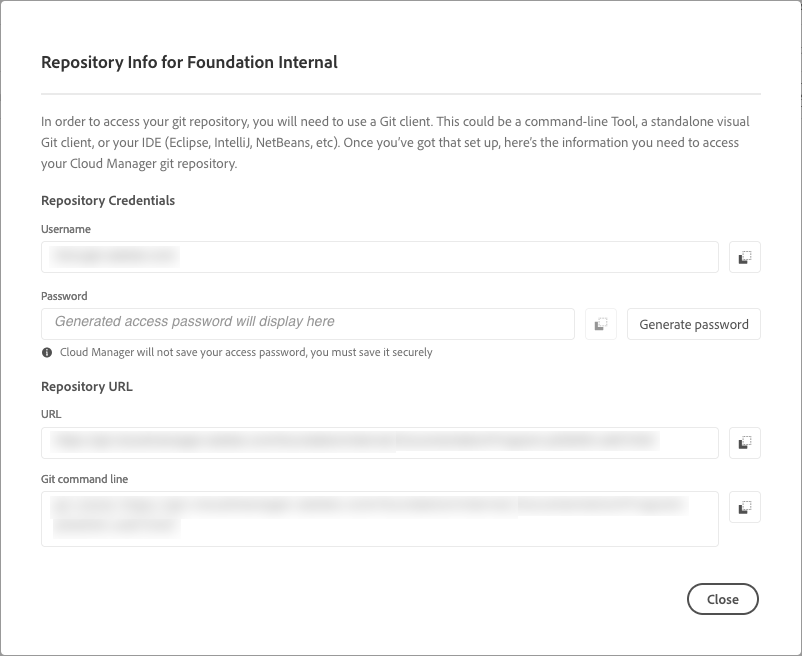 Repository Info for Foundation Internal
In order to access your git repository, you will need to use a Git client. This could be a command-line Tool, a standalone visual
Git client, or your IDE (Eclipse, IntelliJ, NetBeans, etc). Once you’ve got that set up, here’s the information you need to access
your Cloud Manager git repository.
Repository Credentials
Username
Password
Generated access password will display here
Generate password
Cloud Manager will not save your access password, you must save it securely
Repository URL
URL
Git command line
Close